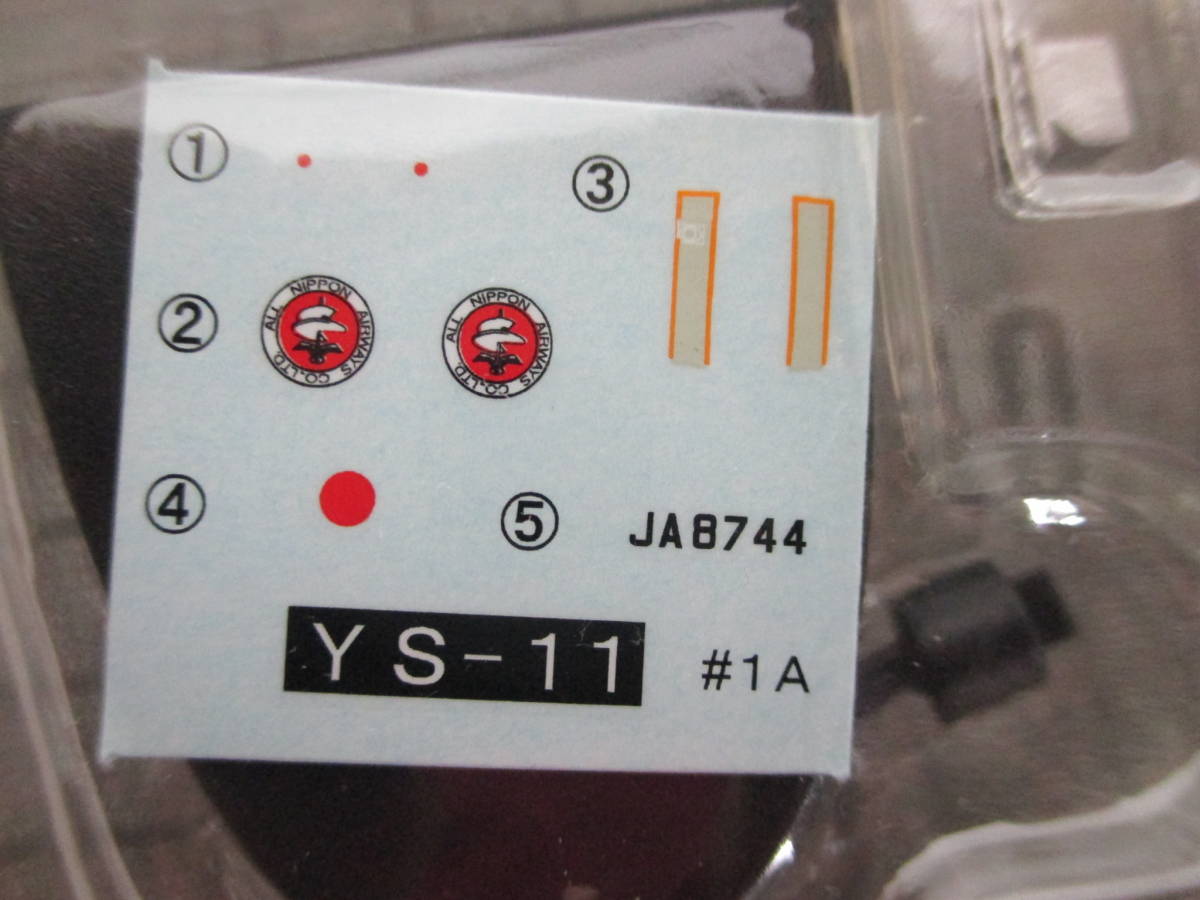 ①
③
②
ALL NIPPON AIRWAYS CO.,LTD.
ALL NIPPON AIRWAYS CO.,LTD.
④
⑤ JA8744
YS-11 #1A